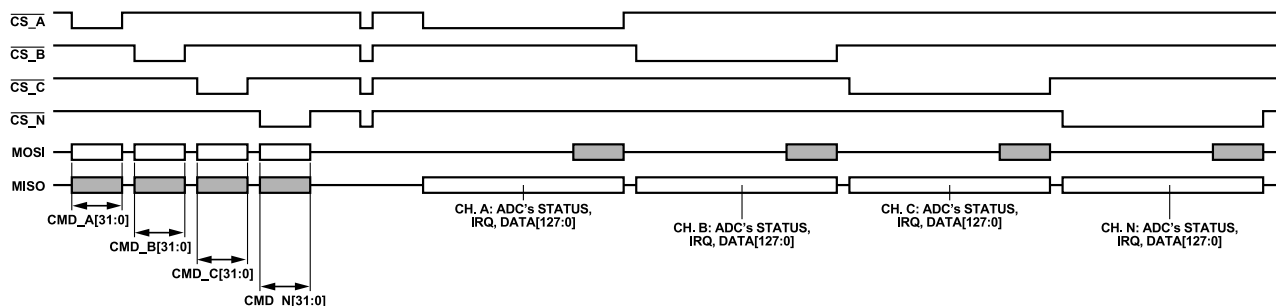 CS_A
CS_B
CS_C
CS_N
MOSI
MISO
CMD_A[31:0]
CMD_B[31:0]
CMD_C[31:0]
CMD_N[31:0]
CH. A: ADC's STATUS,
IRQ, DATA[127:0]
CH. B: ADC's STATUS,
IRQ, DATA[127:0]
CH. C: ADC's STATUS,
IRQ, DATA[127:0]
CH. N: ADC's STATUS,
IRQ, DATA[127:0]